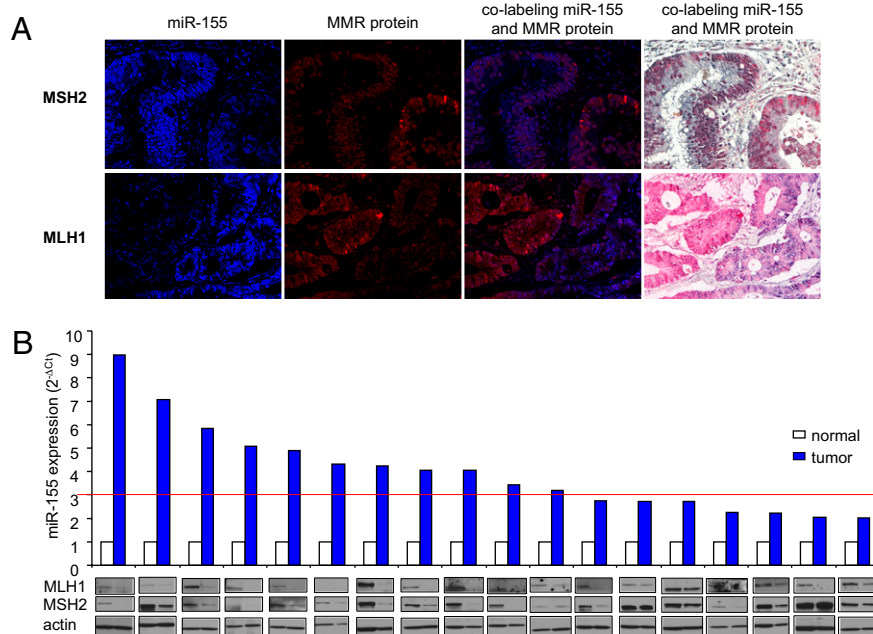 A
miR-155
MMR protein
co-labeling miR-155
and MMR protein
co-labeling miR-155
and MMR protein
MSH2
MLH1
B
miR-155 expression (2^-ΔCt)
10
9
8
7
6
5
4
3
2
1
0
normal
tumor
MLH1
MSH2
actin